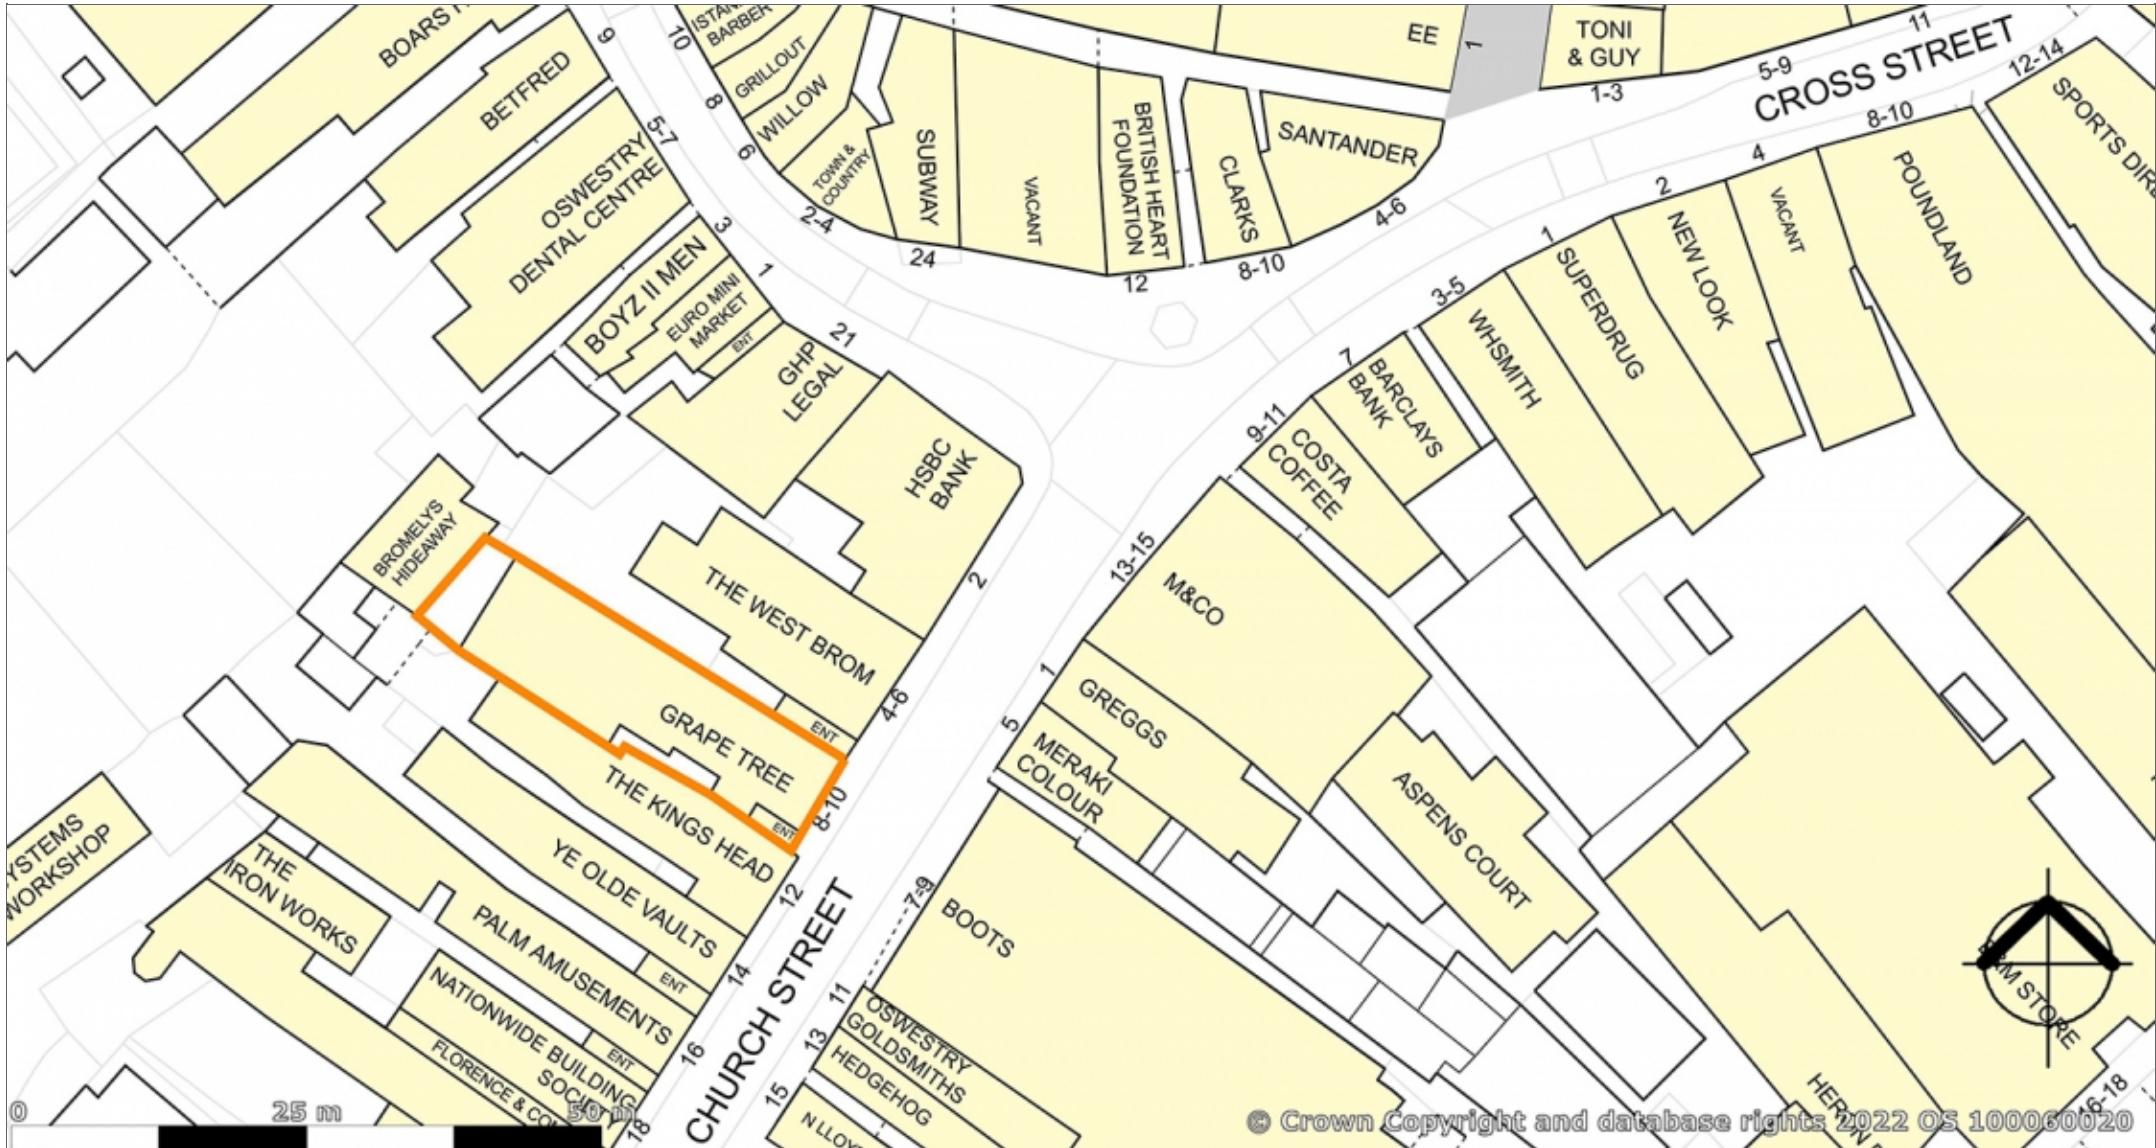 BETFRED
9
5-7
OSWESTRY
DENTAL CENTRE
3
1
BOYZ II MEN
EURO MINI
MARKET
ENT
21
GHP
LEGAL
HSBC
BANK
10
BARBER
GRILLOUT
8
WILLOW
6
TOWN &
COUNTRY
2-4
SUBWAY
24
VACANT
BRITISH HEART
FOUNDATION
12
CLARKS
8-10
SANTANDER
4-6
EE
1
TONI
& GUY
1-3
5-9
11
CROSS STREET
12-14
8-10
4
2
1
3-5
7
9-11
13-15
SPORTS
POUNDLAND
VACANT
NEW LOOK
SUPERDRUG
WHSMITH
BARCLAYS
BANK
COSTA
COFFEE
M&CO
BROMELYS
HIDEAWAY
THE WEST BROM
2
4-6
ENT
GRAPE TREE
8-10
ENT
THE KINGS HEAD
12
YE OLDE VAULTS
14
ENT
PALM AMUSEMENTS
16
ENT
NATIONWIDE BUILDING
SOCIETY
FLORENCE &
18
THE
IRON WORKS
WORKSHOP
CHURCH STREET
1
GREGGS
5
MERAKI
COLOUR
ASPENS COURT
7-9
BOOTS
11
OSWESTRY
GOLDSMITHS
13
HEDGEHOG
15
STORE
16-18
0
25 m
50 m
© Crown Copyright and database rights 2022 OS 100060020